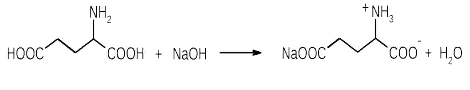 NH2 +NH3
HOOC COOH + NaOH NaOOC COO- + H2O